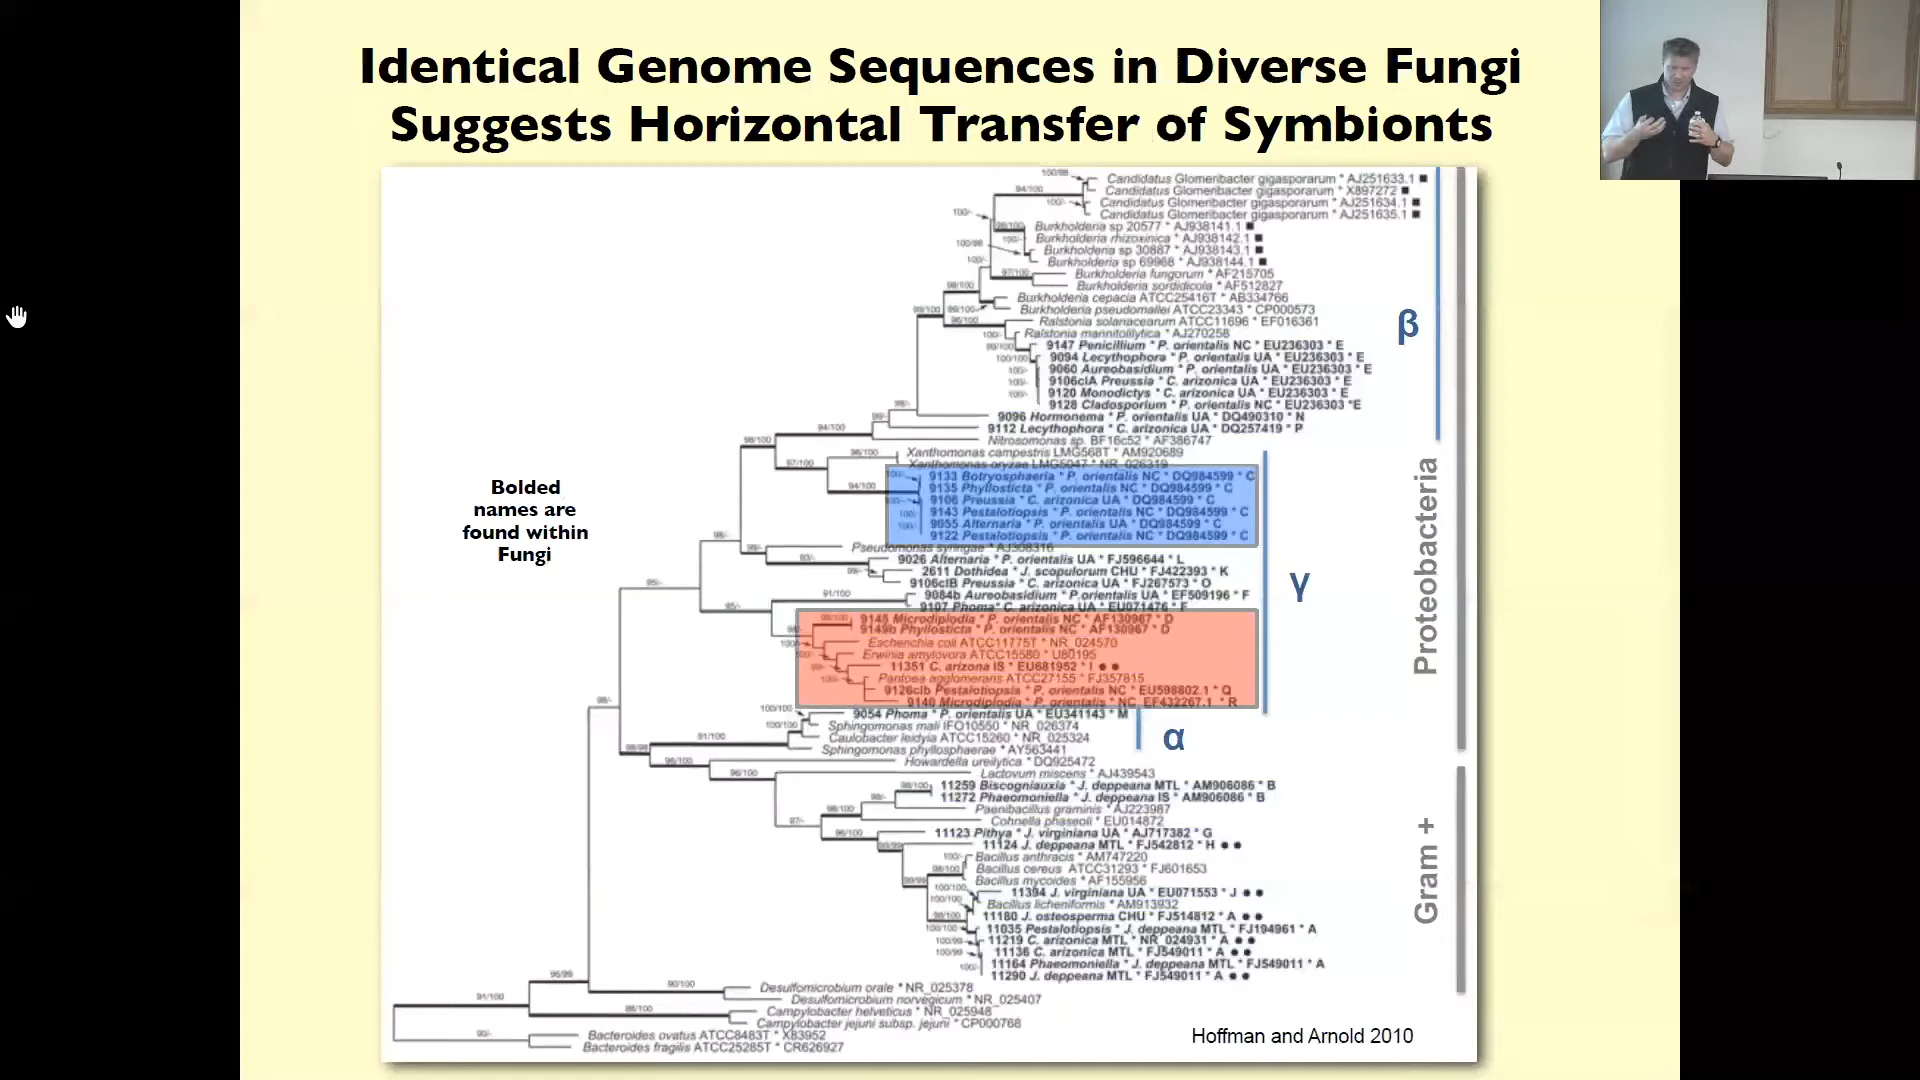 Identical Genome Sequences in Diverse Fungi
Suggests Horizontal Transfer of Symbionts
Candidatus Glomeribacter gigasporarum * AJ251633.1 ■
Candidatus Glomeribacter gigasporarum * X897272 ■
Candidatus Glomeribacter gigasporarum * AJ251634.1 ■
Candidatus Glomeribacter gigasporarum * AJ251635.1 ■
Burkholderia sp 20577 * AJ938141.1 ■
Burkholderia rhizoxinica * AJ938142.1 ■
Burkholderia sp 30887 * AJ938143.1 ■
Burkholderia sp 69968 * AJ938144.1 ■
Burkholderia fungorum * AF215705
Burkholderia sordidicola * AF512827
Burkholderia cepacia ATCC25416T * AB334766
Burkholderia pseudomallei ATCC23343 * CP000573
Ralstonia solanacearum ATCC11696 * EF016361
Ralstonia mannitolilytica * AJ270258
9147 Penicillium * P. orientalis NC * EU236303 * E
9094 Lecythophora * P. orientalis UA * EU236303 * E
9060 Aureobasidium * P. orientalis UA * EU236303 * E
9106cIA Preussia * C. arizonica UA * EU236303 * E
9120 Monodictys * C. arizonica UA * EU236303 * E
9128 Cladosporium * P. orientalis NC * EU236303 *E
9096 Hormonema * P. orientalis UA * DQ490310 * N
9112 Lecythophora * C. arizonica UA * DQ257419 * P
Nitrosomonas sp. BF16c52 * AF386747
Xanthomonas campestris LMG568T * AM920689
Xanthomonas oryzae LMG5047 * NR_026319
9133 Botryosphaeria * P. orientalis NC * DQ984599 * C
9135 Phyllosticta * P. orientalis NC * DQ984599 * C
9106 Preussia * C. arizonica UA * DQ984599 * C
9143 Pestalotiopsis * P. orientalis NC * DQ984599 * C
9055 Alternaria * P. orientalis UA * DQ984599 * C
9122 Pestalotiopsis * P. orientalis NC * DQ984599 * C
Pseudomonas syringae * AJ308316
9026 Alternaria * P. orientalis UA * FJ596644 * L
2611 Dothidea * J. scopulorum CHU * FJ422393 * K
9106cIB Preussia * C. arizonica UA * FJ267573 * O
9084b Aureobasidium * P.orientalis UA * EF509196 * F
9107 Phoma* C. arizonica UA * EU071476 * F
9145 Microdiplodia * P. orientalis NC * AF130967 * D
9149b Phyllosticta * P. orientalis NC * AF130967 * D
Escherichia coli ATCC11775T * NR_024570
Erwinia amylovora ATCC15580 * U80195
11351 C. arizona IS * EU681952 * I ● ●
Pantoea agglomerans ATCC27155 * FJ357815
9126cIb Pestalotiopsis * P. orientalis NC * EU598802.1 * Q
9140 Microdiplodia * P. orientalis * NC_EF432267.1 * R
9054 Phoma * P. orientalis UA * EU341143 * M
Sphingomonas mali IFO10550 * NR_026374
Caulobacter leidyia ATCC15260 * NR_025324
Sphingomonas phyllosphaerae * AY563441
Howardella ureilytica * DQ925472
Lactovum miscens * AJ439543
11259 Biscogniauxia * J. deppeana MTL * AM906086 * B
11272 Phaeomoniella * J. deppeana IS * AM906086 * B
Paenibacillus graminis * AJ223987
Cohnella phaseoli * EU014872
11123 Pithya * J. virginiana UA * AJ717382 * G
11124 J. deppeana MTL * FJ542812 * H ● ●
Bacillus anthracis * AM747220
Bacillus cereus ATCC31293 * FJ601653
Bacillus mycoides * AF155956
11394 J. virginiana UA * EU071553 * J ● ●
Bacillus licheniformis * AM913932
11180 J. osteosperma CHU * FJ514812 * A ● ●
11035 Pestalotiopsis * J. deppeana MTL * FJ194961 * A
11219 C. arizonica MTL * NR_024931 * A ● ●
11136 C. arizonica MTL * FJ549011 * A ● ●
11164 Phaeomoniella * J. deppeana MTL * FJ549011 * A
11290 J. deppeana MTL * FJ549011 * A ● ●
Desulfomicrobium orale * NR_025378
Desulfomicrobium norvegicum * NR_025407
Campylobacter helveticus * NR_025948
Campylobacter jejuni subsp. jejuni * CP000768
Bacteroides ovatus ATCC8483T * X83952
Bacteroides fragilis ATCC25285T * CR626927
Bolded
names are
found within
Fungi
β
γ
α
Proteobacteria
Gram +
Hoffman and Arnold 2010